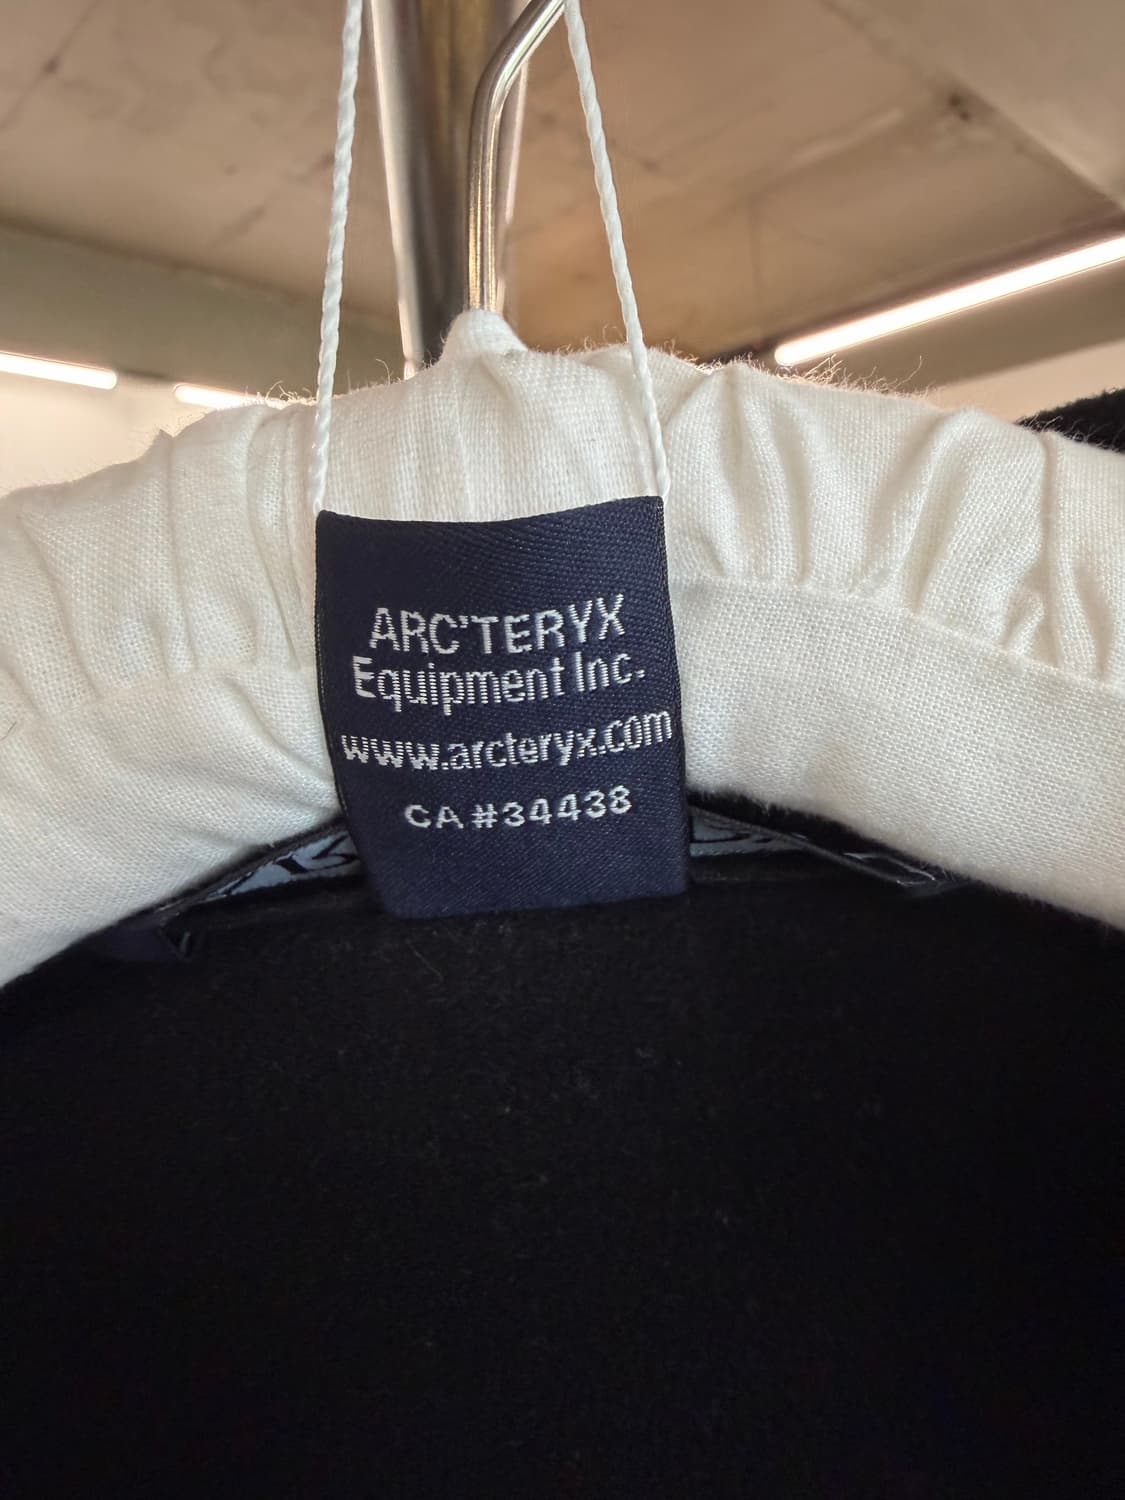 ARC'TERYX
Equipment Inc.
www.arcteryx.com
CA #34438